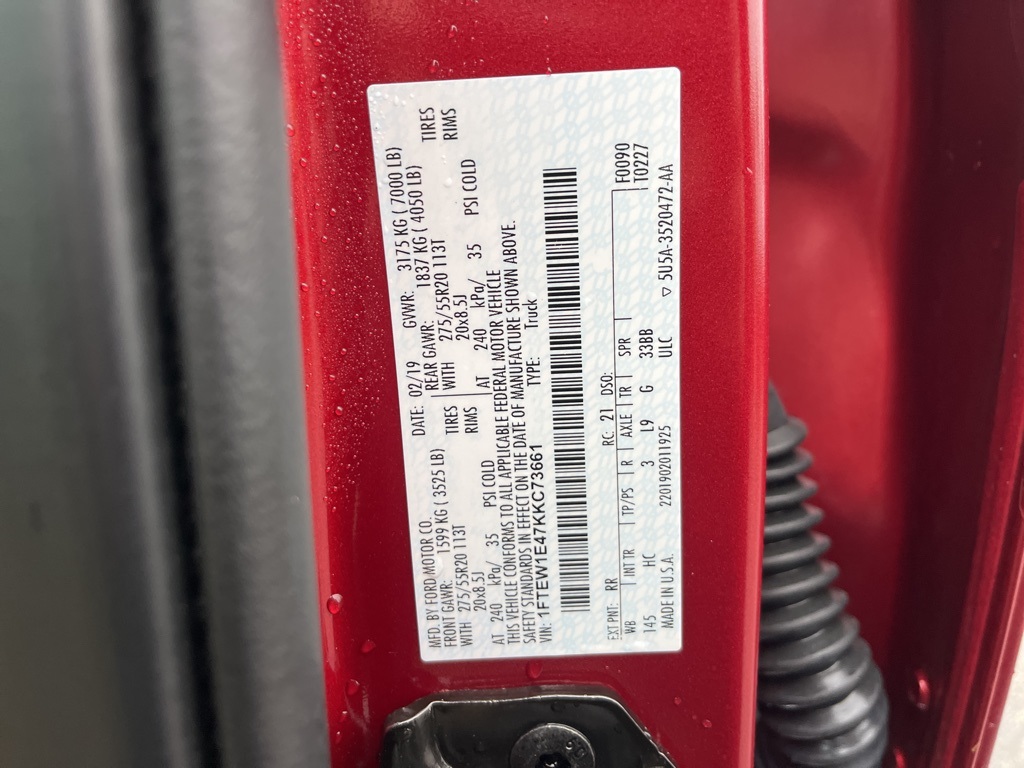 MFD. BY FORD MOTOR CO.
DATE: 02/19 GVWR: 3175 KG ( 7000 LB)
FRONT GAWR: 1599 KG ( 3525 LB) REAR GAWR: 1837 KG ( 4050 LB)
WITH 275/55R20 113T TIRES WITH 275/55R20 113T TIRES
20x8.5J RIMS 20x8.5J RIMS
AT 240 kPa/ 35 PSI COLD AT 240 kPa/ 35 PSI COLD
THIS VEHICLE CONFORMS TO ALL APPLICABLE FEDERAL MOTOR VEHICLE
SAFETY STANDARDS IN EFFECT ON THE DATE OF MANUFACTURE SHOWN ABOVE.
VIN: 1FTEW1E47KKC73661 TYPE: Truck
F0090
EXT PNT: RR RC: 21 DSO: T0227
WB INT TR TP/PS R AXLE TR SPR
145 HC 3 L9 G 33BB
MADE IN U.S.A. 2201902011925 ULC ▽ 5U5A-3520472-AA